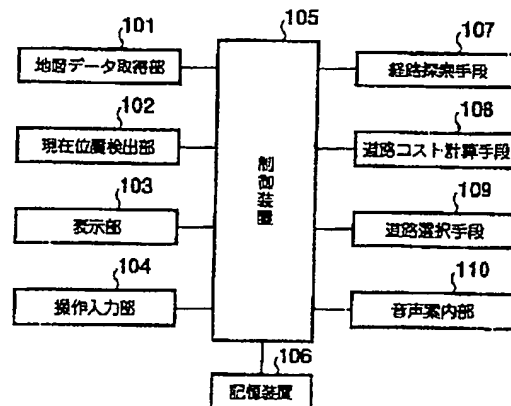 101
地図データ取得部
102
現在位置検出部
103
表示部
104
操作入力部
105
制御装置
106
記憶装置
107
経路探索手段
108
道路コスト計算手段
109
道路選択手段
110
音声案内部